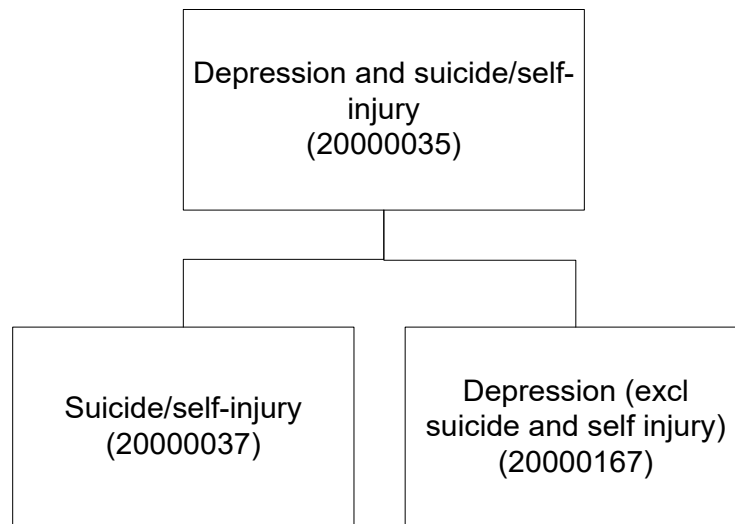 Depression and suicide/self-
injury
(20000035)
Suicide/self-injury
(20000037)
Depression (excl
suicide and self injury)
(20000167)